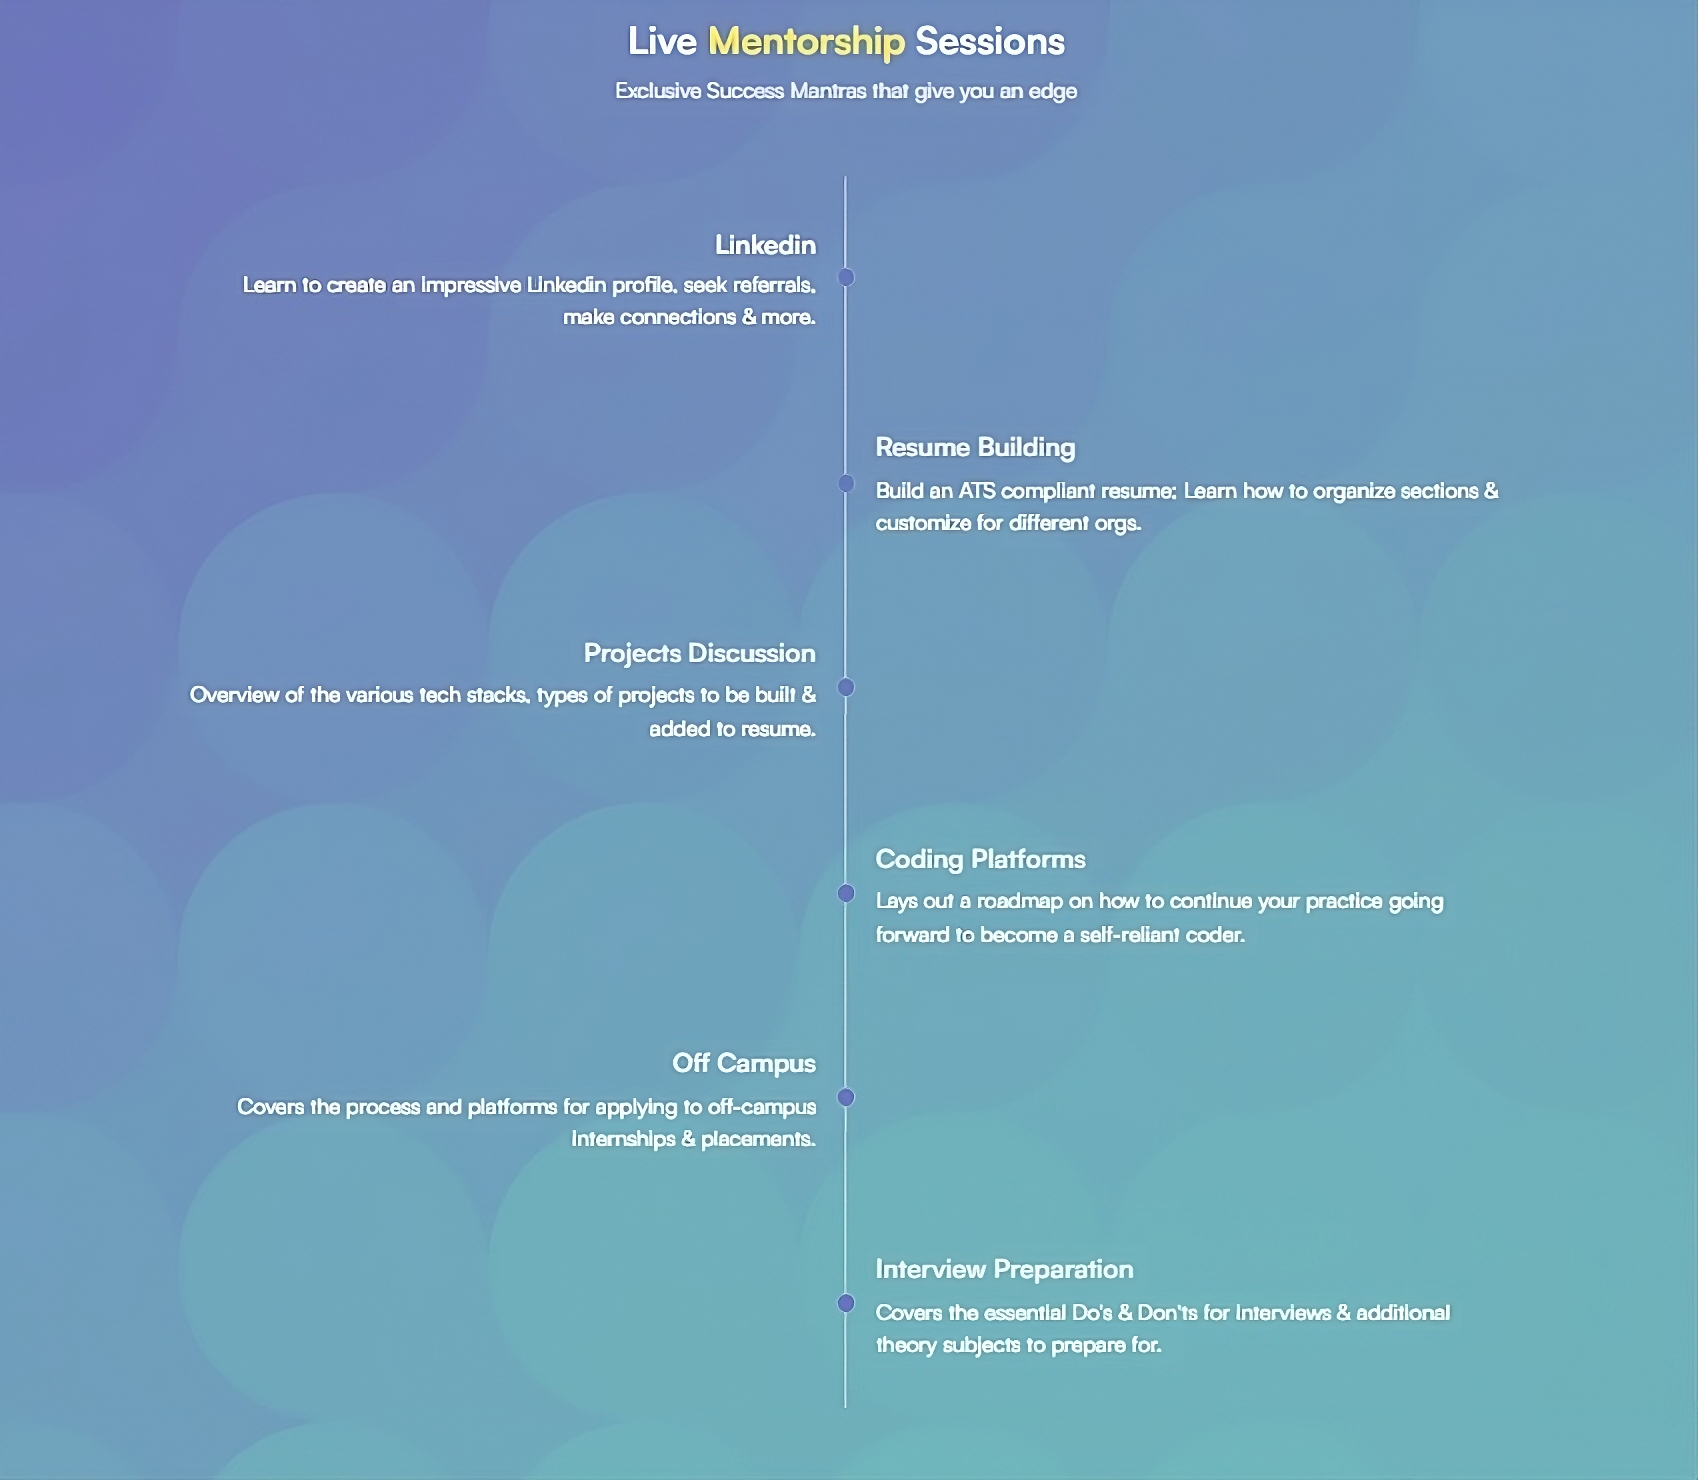 Live Mentorship Sessions
Exclusive Success Mantras that give you an edge
Linkedin
Learn to create an impressive Linkedin profile, seek referrals,
make connections & more.
Resume Building
Build an ATS compliant resume; Learn how to organize sections &
customize for different orgs.
Projects Discussion
Overview of the various tech stacks, types of projects to be built &
added to resume.
Coding Platforms
Lays out a roadmap on how to continue your practice going
forward to become a self-reliant coder.
Off Campus
Covers the process and platforms for applying to off-campus
internships & placements.
Interview Preparation
Covers the essential Do's & Don'ts for interviews & additional
theory subjects to prepare for.